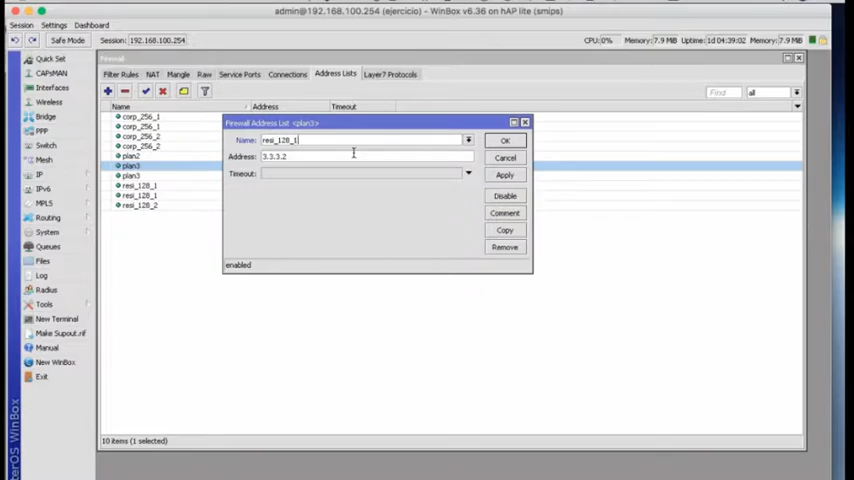 admin@192.168.100.254 (ejercicio) - WinBox v6.36 on hAP lite (smips)
Session Settings Dashboard
Safe Mode Session: 192.168.100.254 CPU: 0% Memory: 7.9 MiB Uptime: 1d 04:39:02 Memory: 7.9 MiB
Quick Set
CAPsMAN
Interfaces
Wireless
Bridge
PPP
Switch
Mesh
IP
IPv6
MPLS
Routing
System
Queues
Files
Log
Radius
Tools
New Terminal
Make Supout.rif
Manual
New WinBox
Exit
terOS WinBox
Firewall
Filter Rules NAT Mangle Raw Service Ports Connections Address Lists Layer7 Protocols
Find all
Name Address Timeout
corp_256_1
corp_256_1
corp_256_2
corp_256_2
plan2
plan3
plan3
resi_128_1
resi_128_1
resi_128_2
10 items (1 selected)
Firewall Address List <plan3>
Name: resi_128_1
Address: 3.3.3.2
Timeout:
OK
Cancel
Apply
Disable
Comment
Copy
Remove
enabled